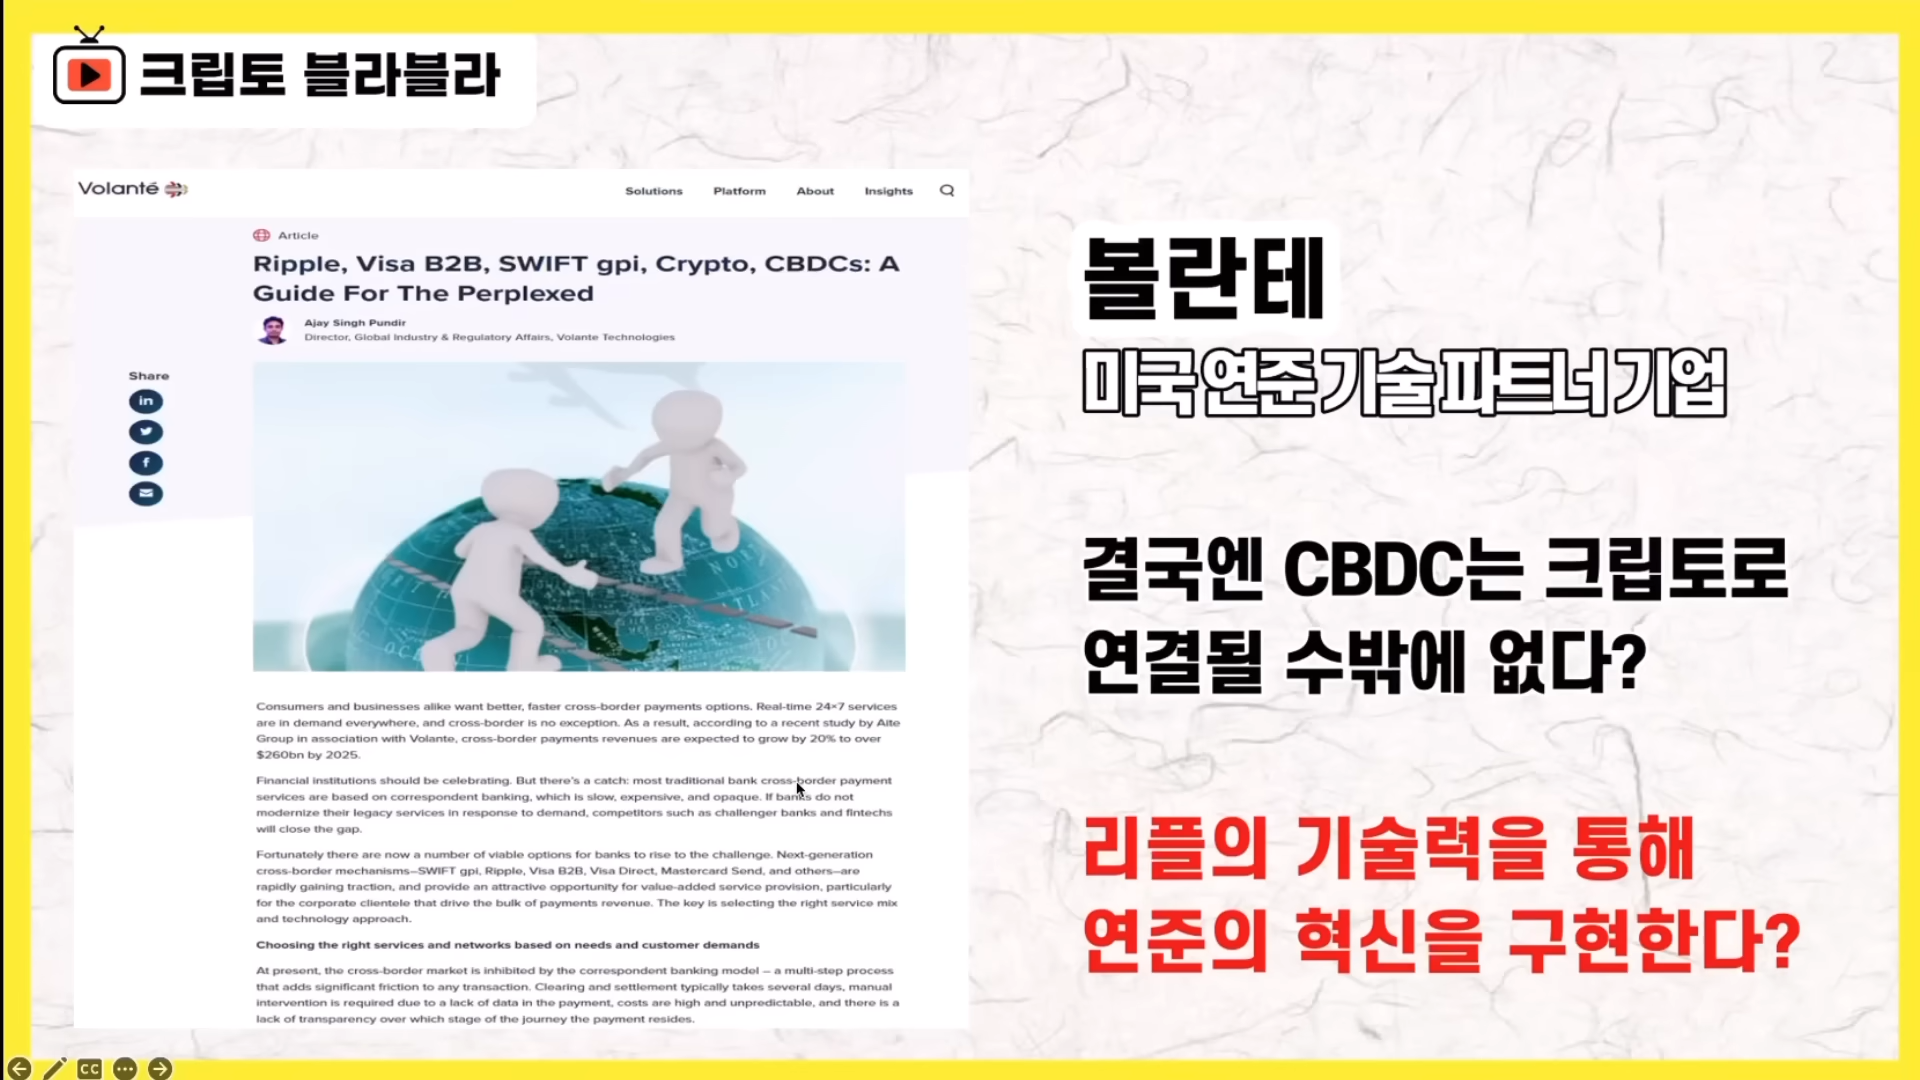 크립토 블라블라
Volanté
Solutions Platform About Insights
Article
Ripple, Visa B2B, SWIFT gpi, Crypto, CBDCs: A
Guide For The Perplexed
Ajay Singh Pundir
Director, Global Industry & Regulatory Affairs, Volante Technologies
Share
in
f
Consumers and businesses alike want better, faster cross-border payments options. Real-time 24×7 services
are in demand everywhere, and cross-border is no exception. As a result, according to a recent study by Aite
Group in association with Volante, cross-border payments revenues are expected to grow by 20% to over
$260bn by 2025.
Financial institutions should be celebrating. But there's a catch: most traditional bank cross-border payment
services are based on correspondent banking, which is slow, expensive, and opaque. If banks do not
modernize their legacy services in response to demand, competitors such as challenger banks and fintechs
will close the gap.
Fortunately there are now a number of viable options for banks to rise to the challenge. Next-generation
cross-border mechanisms—SWIFT gpi, Ripple, Visa B2B, Visa Direct, Mastercard Send, and others—are
rapidly gaining traction, and provide an attractive opportunity for value-added service provision, particularly
for the corporate clientele that drive the bulk of payments revenue. The key is selecting the right service mix
and technology approach.
Choosing the right services and networks based on needs and customer demands
At present, the cross-border market is inhibited by the correspondent banking model – a multi-step process
that adds significant friction to any transaction. Clearing and settlement typically takes several days, manual
intervention is required due to a lack of data in the payment, costs are high and unpredictable, and there is a
lack of transparency over which stage of the journey the payment resides.
볼란테
미국 연준 기술 파트너 기업
결국엔 CBDC는 크립토로
연결될 수밖에 없다?
리플의 기술력을 통해
연준의 혁신을 구현한다?
CC